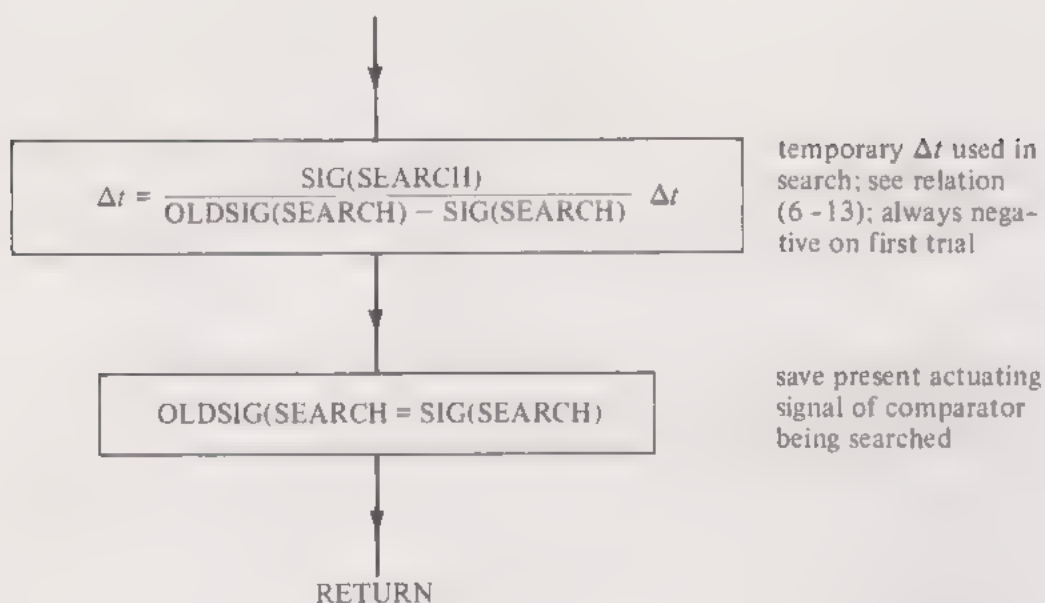 Δt = SIG(SEARCH) / OLDSIG(SEARCH) − SIG(SEARCH) Δt
temporary Δt used in
search; see relation
(6-13); always nega-
tive on first trial
OLDSIG(SEARCH = SIG(SEARCH)
save present actuating
signal of comparator
being searched
RETURN